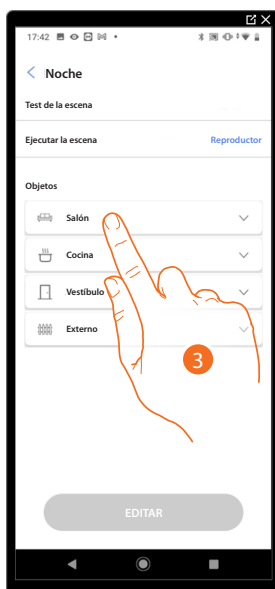 17:42
Noche
Test de la escena
Ejecutar la escena Reproductor
Objetos
Salón
Cocina
Vestíbulo
Externo
3
EDITAR